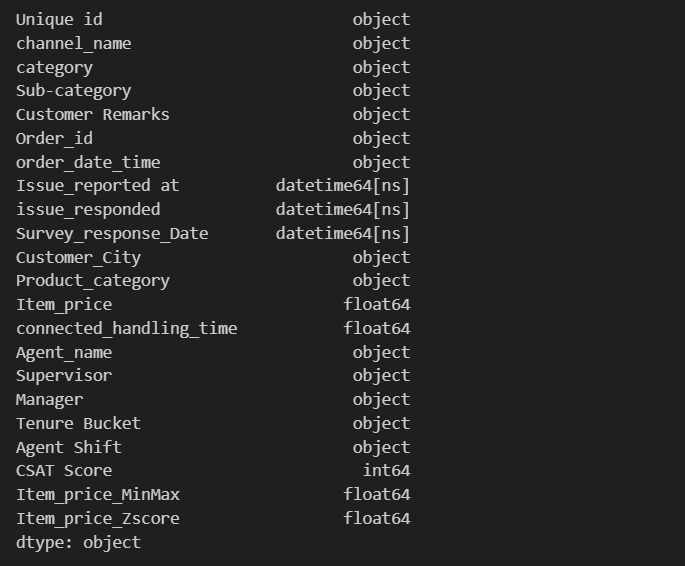 Unique id object
channel_name object
category object
Sub-category object
Customer Remarks object
Order_id object
order_date_time object
Issue_reported at datetime64[ns]
issue_responded datetime64[ns]
Survey_response_Date datetime64[ns]
Customer_City object
Product_category object
Item_price float64
connected_handling_time float64
Agent_name object
Supervisor object
Manager object
Tenure Bucket object
Agent Shift object
CSAT Score int64
Item_price_MinMax float64
Item_price_Zscore float64
dtype: object